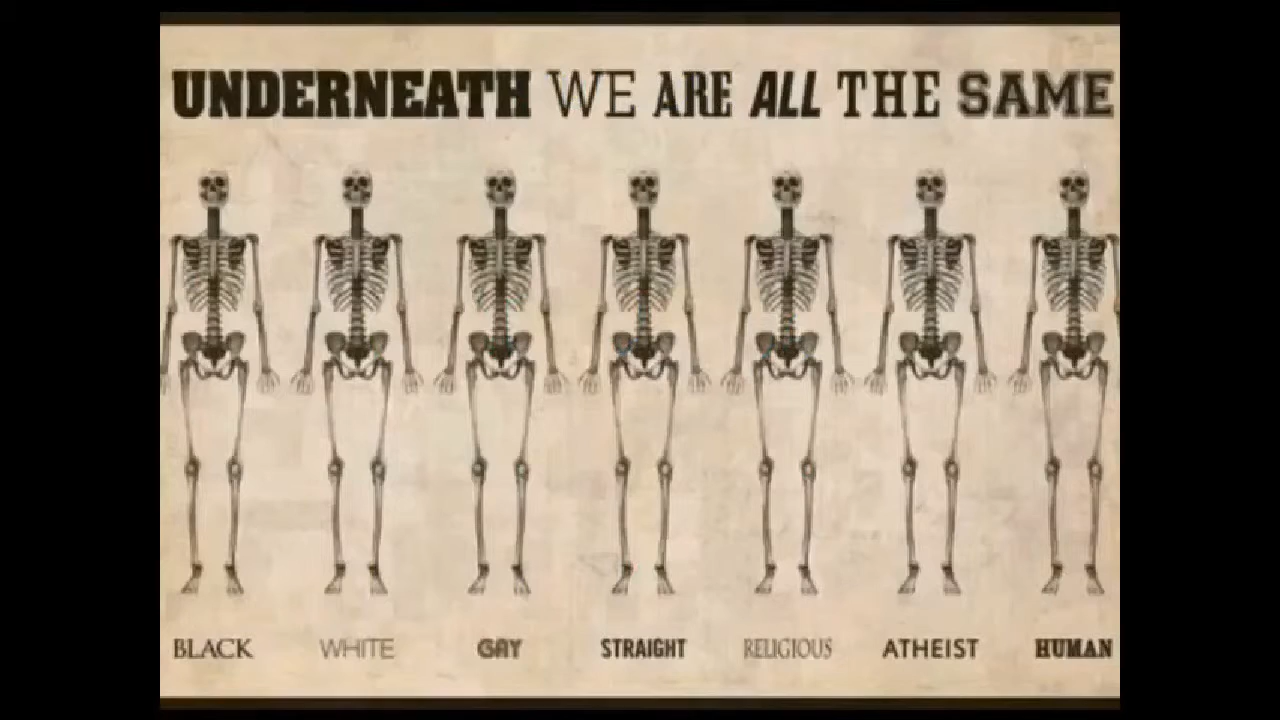 UNDERNEATH WE ARE ALL THE SAME
BLACK WHITE GAY STRAIGHT RELIGIOUS ATHEIST HUMAN